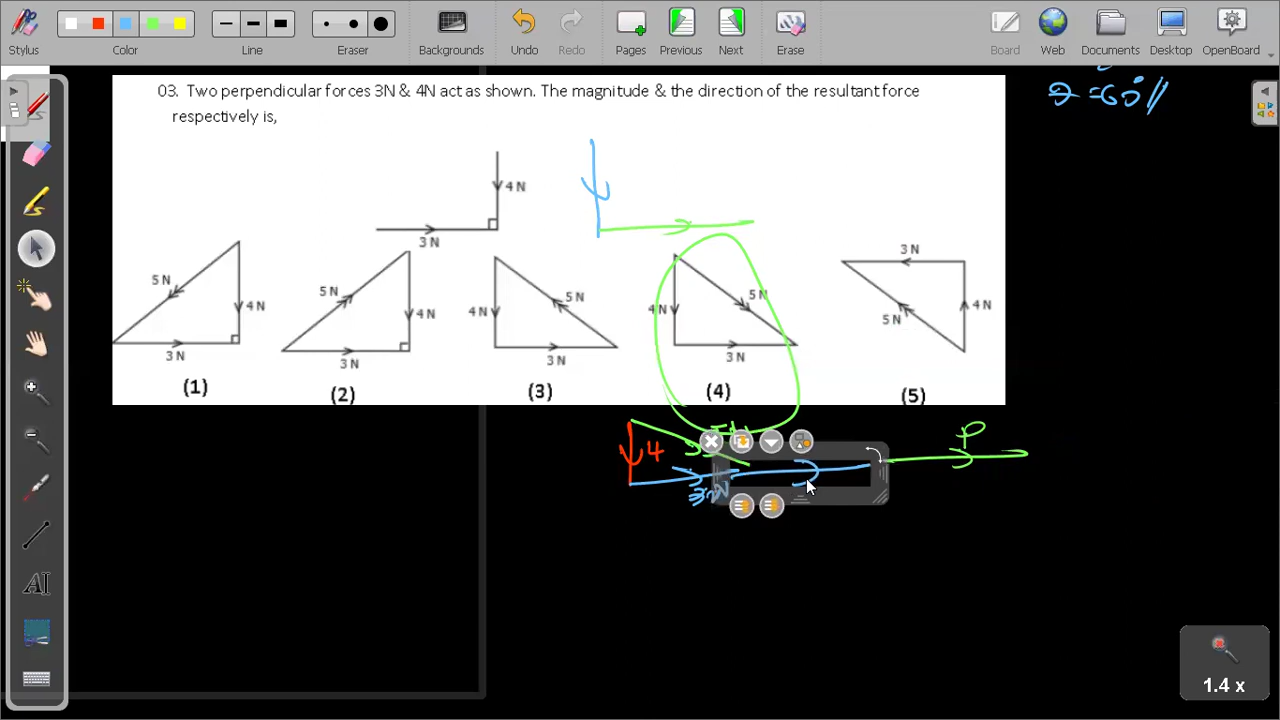 Stylus Color Line Eraser Backgrounds Undo Redo Pages Previous Next Erase Board Web Documents Desktop OpenBoard
03. Two perpendicular forces 3N & 4N act as shown. The magnitude & the direction of the resultant force
respectively is,
= 60° //
4 N
3 N
5 N 4 N 3 N
(1)
5 N 4 N 3 N
(2)
4 N 5 N 3 N
(3)
4 N 5 N 3 N
(4)
3 N 4 N 5 N
(5)
4
3N
P
AI
1.4 x